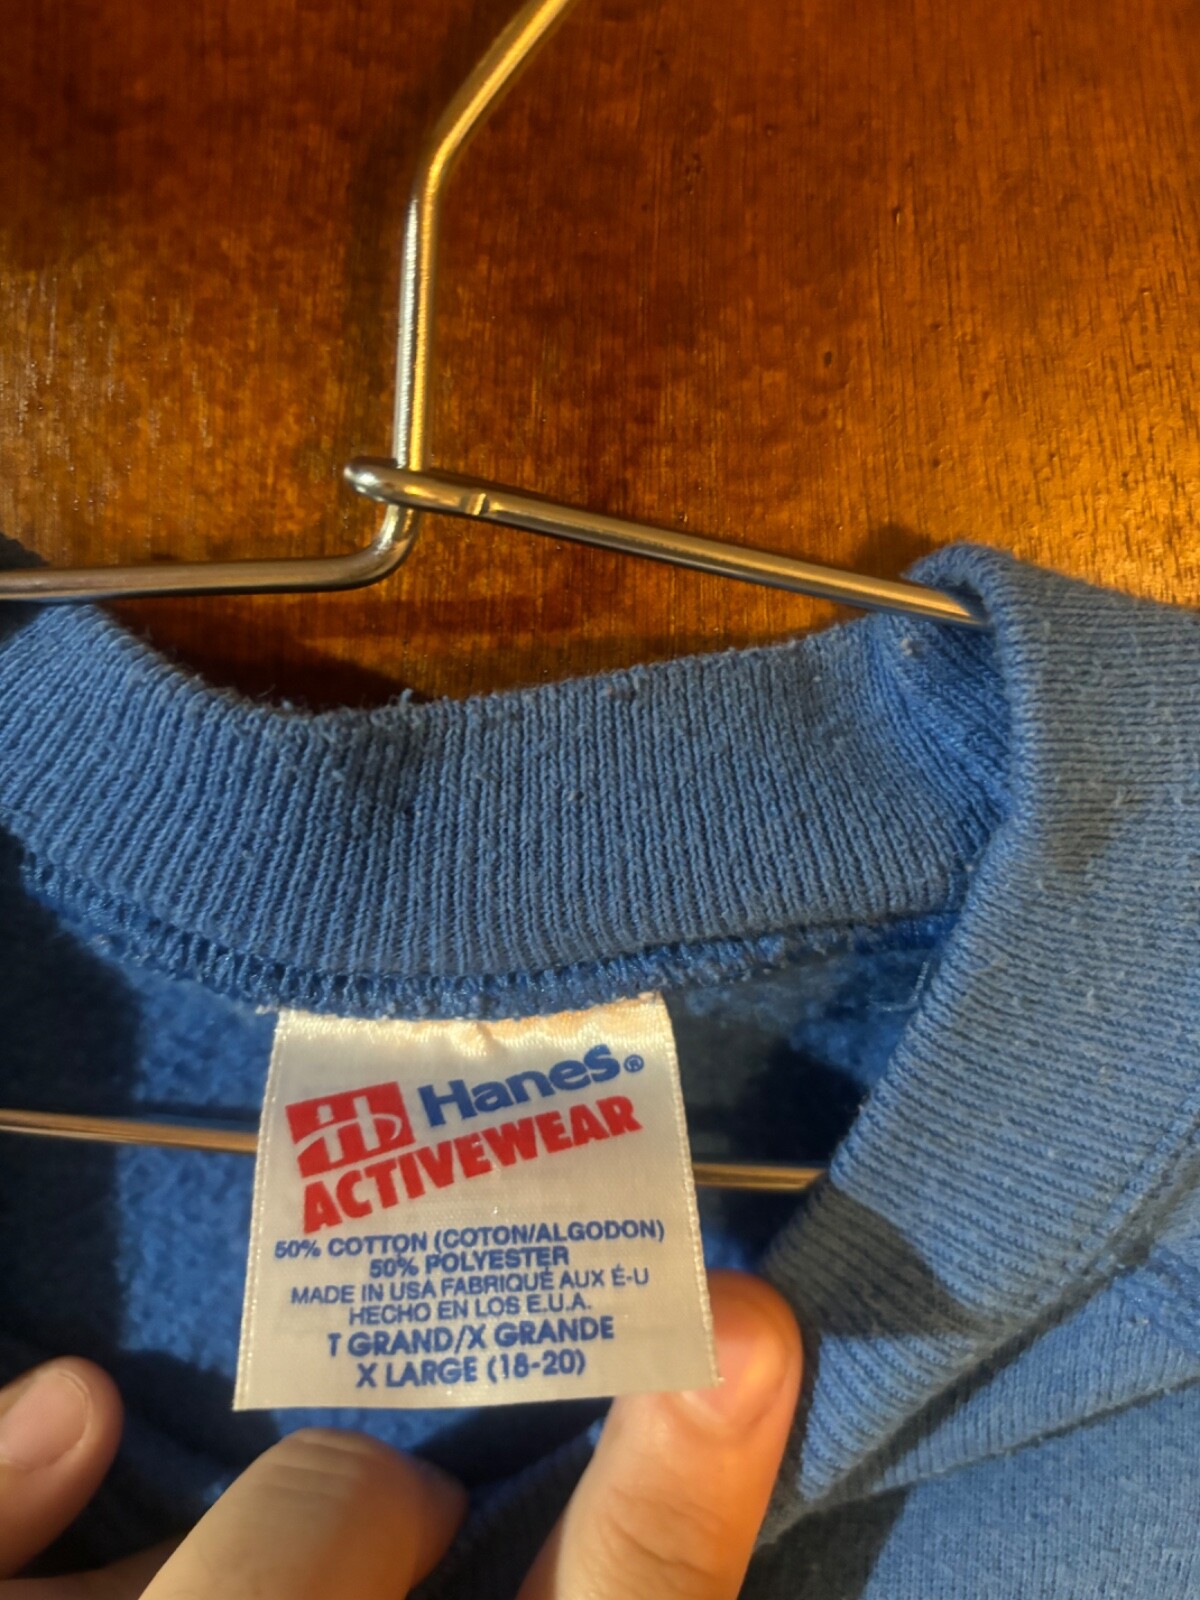 Hanes®
ACTIVEWEAR
50% COTTON (COTON/ALGODON)
50% POLYESTER
MADE IN USA FABRIQUÉ AUX É-U
HECHO EN LOS E.U.A.
T GRAND/X GRANDE
X LARGE (18-20)